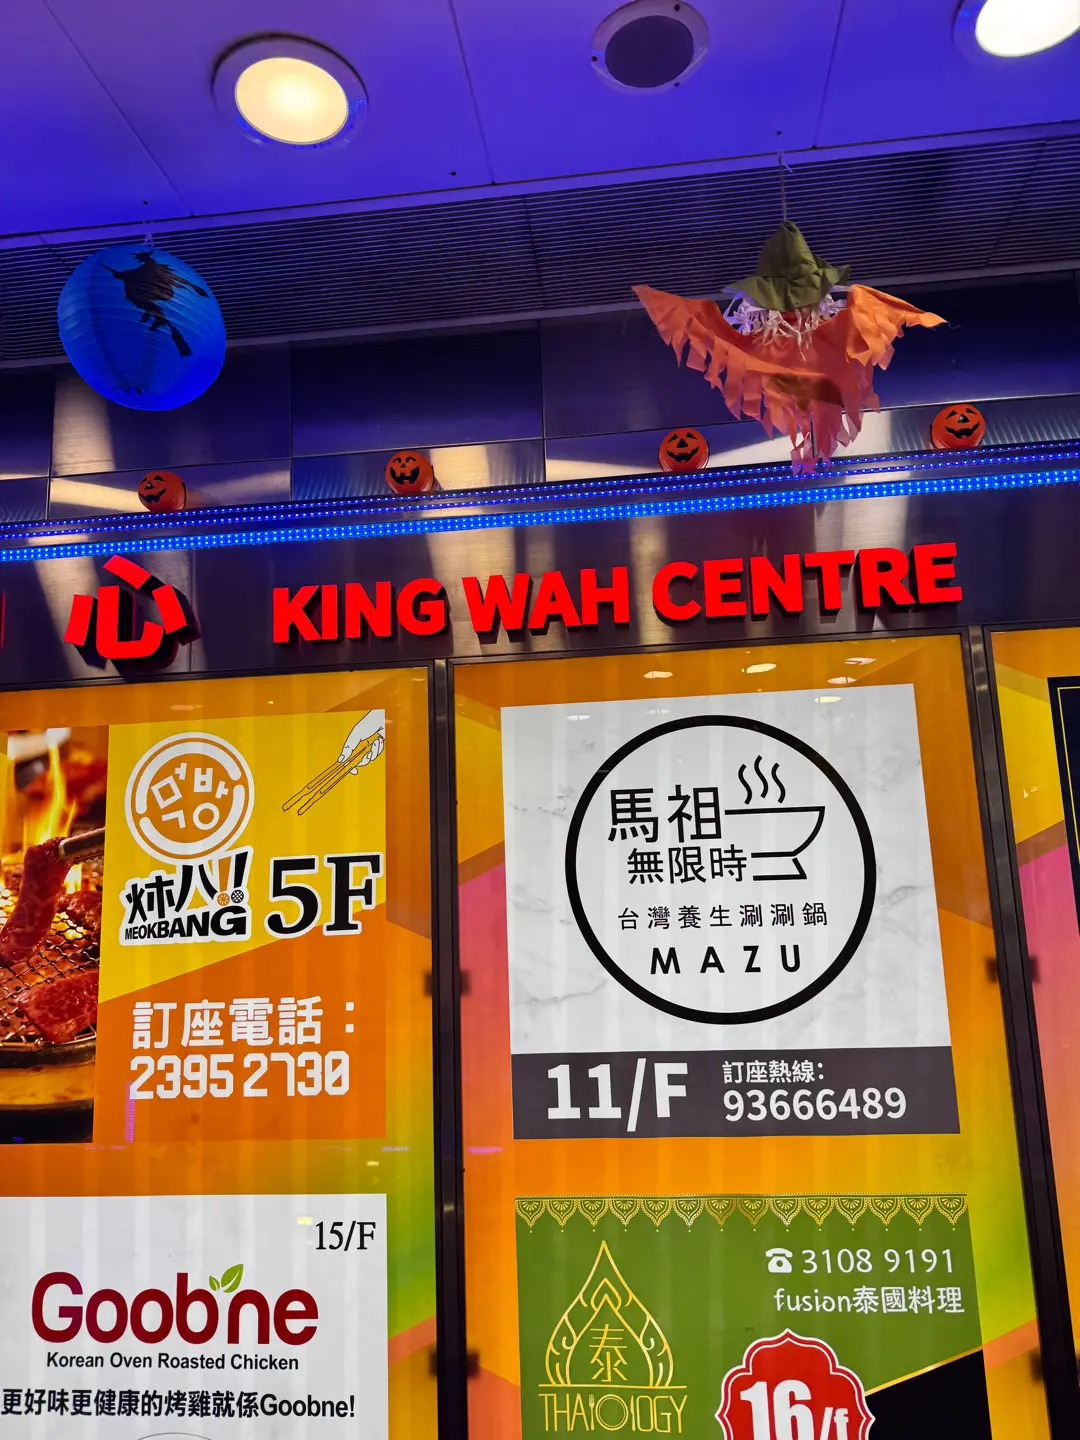 心 KING WAH CENTRE
먹방
炑八!!
MEOKBANG
5F
訂座電話：
2395 2730
馬祖
無限時
台灣養生涮涮鍋
MAZU
11/F
訂座熱線：
93666489
15/F
Goobne
Korean Oven Roasted Chicken
更好味更健康的烤雞就係Goobne!
3108 9191
fusion泰國料理
泰
THAIOLOGY
16/f